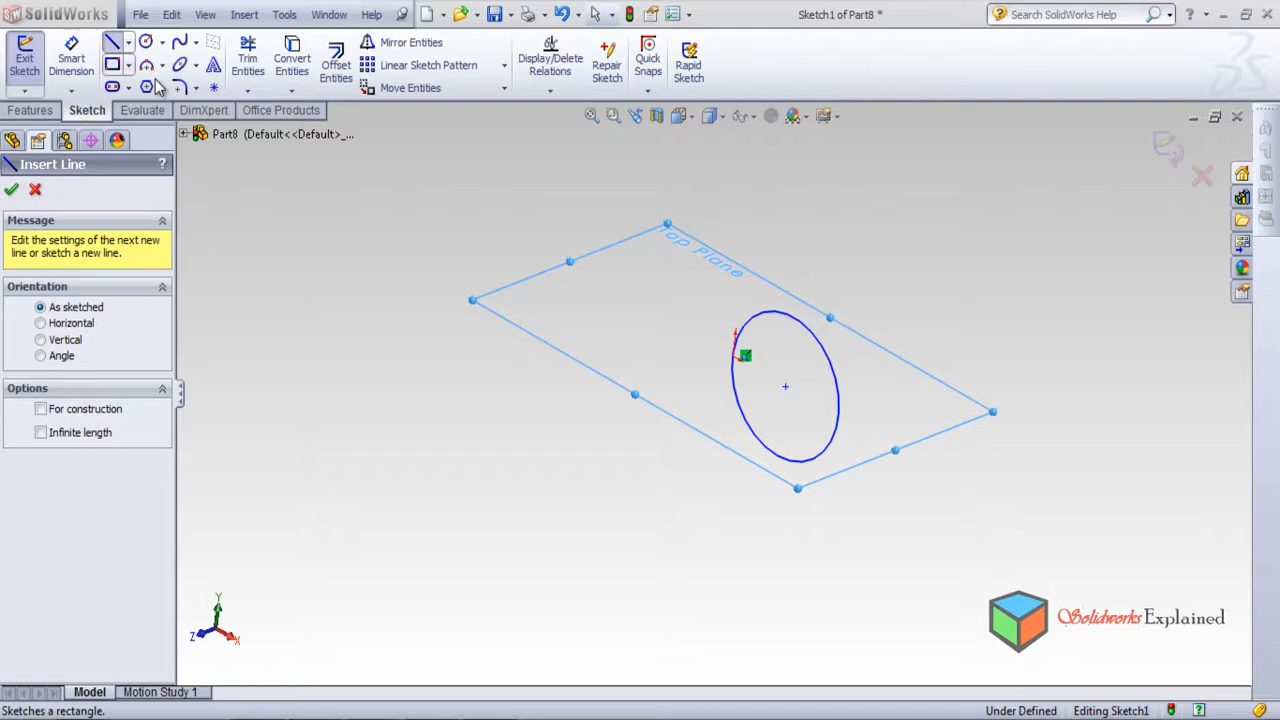 SolidWorks
File Edit View Insert Tools Window Help
Sketch1 of Part8 *
Search SolidWorks Help
Exit Sketch
Smart Dimension
Trim Entities
Convert Entities
Offset Entities
Mirror Entities
Linear Sketch Pattern
Move Entities
Display/Delete Relations
Repair Sketch
Quick Snaps
Rapid Sketch
Features Sketch Evaluate DimXpert Office Products
Part8 (Default<<Default>_...
Insert Line ?
Message
Edit the settings of the next new line or sketch a new line.
Orientation
As sketched
Horizontal
Vertical
Angle
Options
For construction
Infinite length
Top Plane
Y
Z
X
Solidworks Explained
Model Motion Study 1
Sketches a rectangle.
Under Defined Editing Sketch1